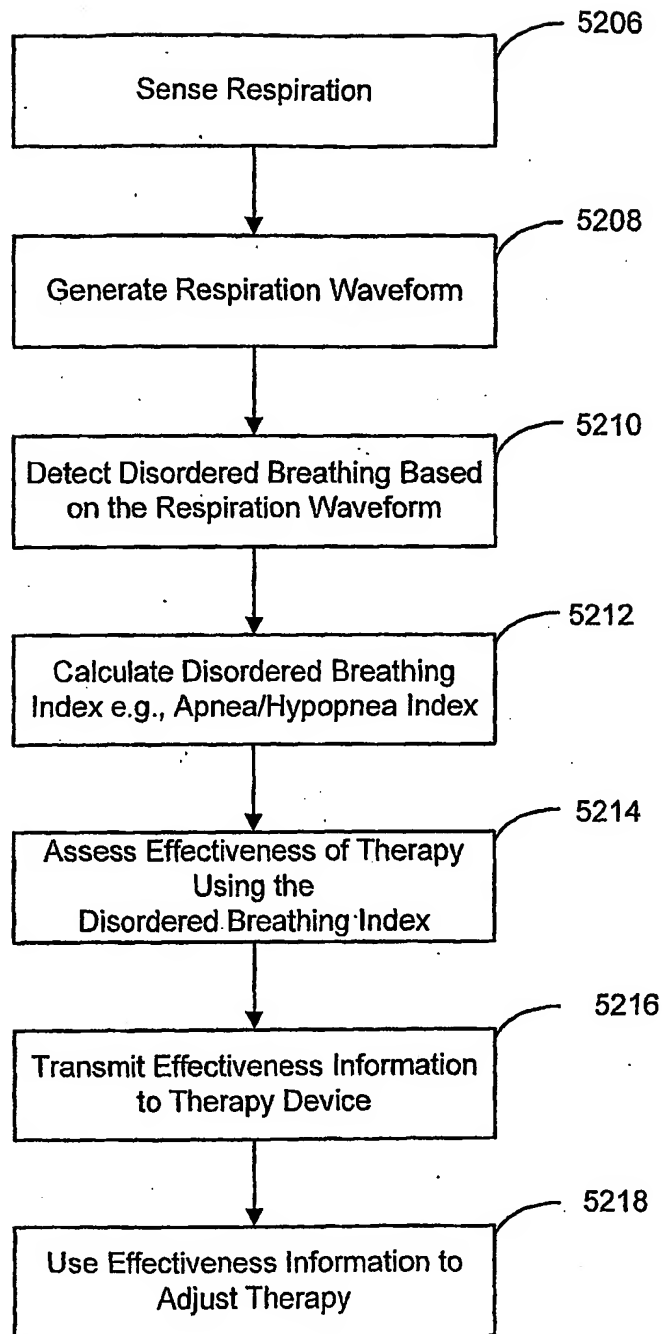 5206
Sense Respiration
5208
Generate Respiration Waveform
5210
Detect Disordered Breathing Based
on the Respiration Waveform
5212
Calculate Disordered Breathing
Index e.g., Apnea/Hypopnea Index
5214
Assess Effectiveness of Therapy
Using the
Disordered Breathing Index
5216
Transmit Effectiveness Information
to Therapy Device
5218
Use Effectiveness Information to
Adjust Therapy